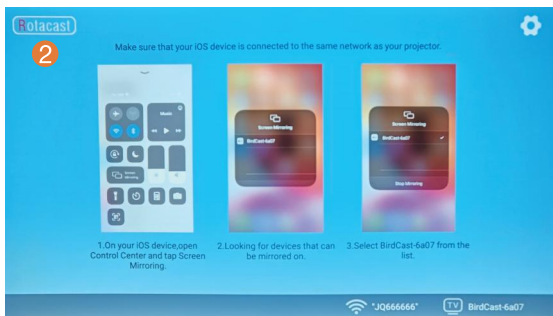 Rotacast
2
Make sure that your iOS device is connected to the same network as your projector.
Music
Screen Mirroring
Screen Mirroring
BirdCast-6a07
Screen Mirroring
BirdCast-6a07
Stop Mirroring
1.On your iOS device,open
Control Center and tap Screen
Mirroring.
2.Looking for devices that can
be mirrored on.
3.Select BirdCast-6a07 from the
list.
"JQ666666"
TV
BirdCast-6a07